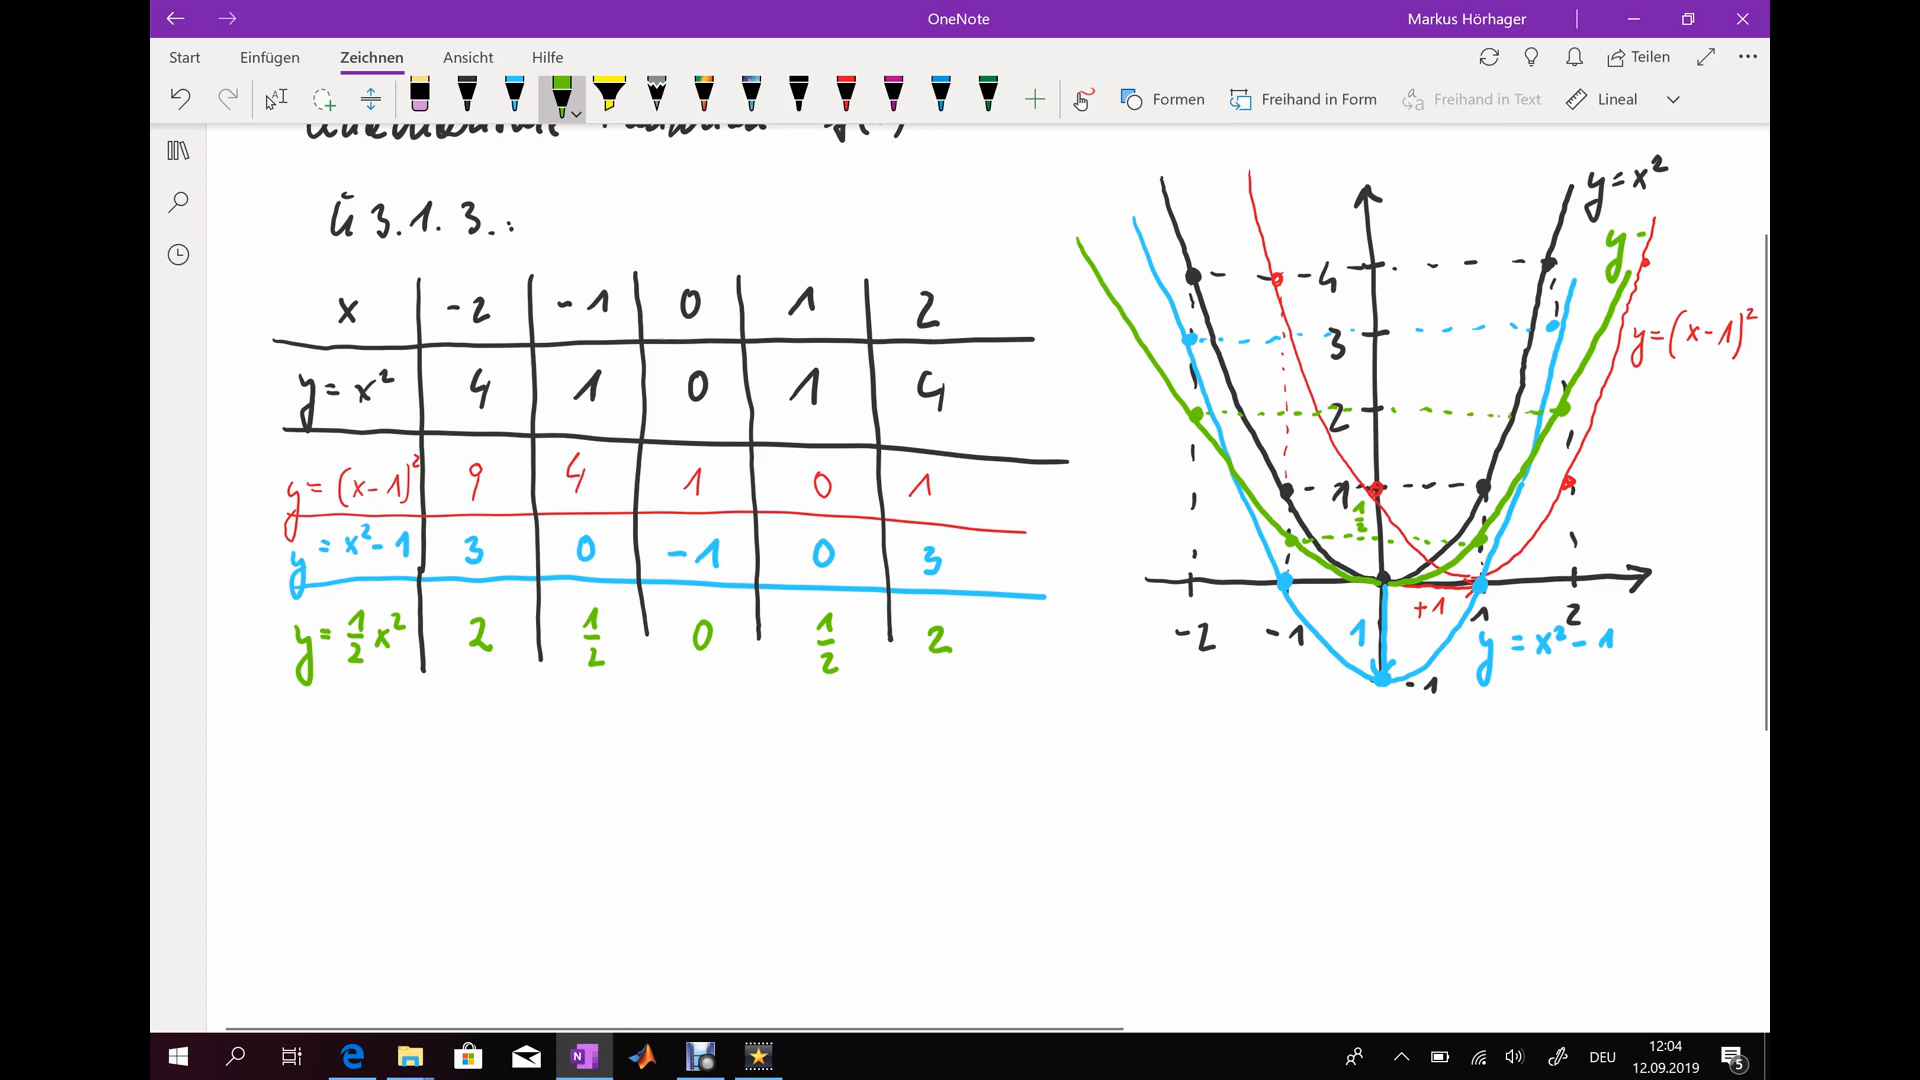 OneNote
Markus Hörhager
Start Einfügen Zeichnen Ansicht Hilfe
Teilen
Formen Freihand in Form Freihand in Text Lineal
Ü 3.1.3.:
x -2 -1 0 1 2
y = x² 4 1 0 1 4
y = (x-1)² 9 4 1 0 1
y = x²-1 3 0 -1 0 3
y = 1/2 x² 2 1/2 0 1/2 2
y = x²
y -
4
y = (x-1)²
3
2
1
1/2
+1
-2 -1 1 1 2
y = x² - 1
-1
DEU
12:04
12.09.2019
5